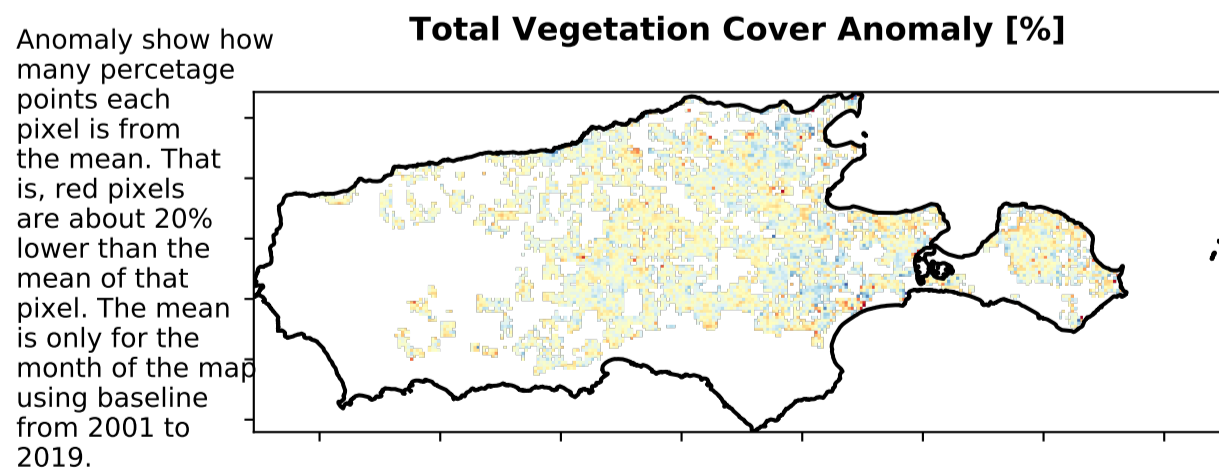 Total Vegetation Cover Anomaly [%]
Anomaly show how
many percetage
points each
pixel is from
the mean. That
is, red pixels
are about 20%
lower than the
mean of that
pixel. The mean
is only for the
month of the map
using baseline
from 2001 to
2019.